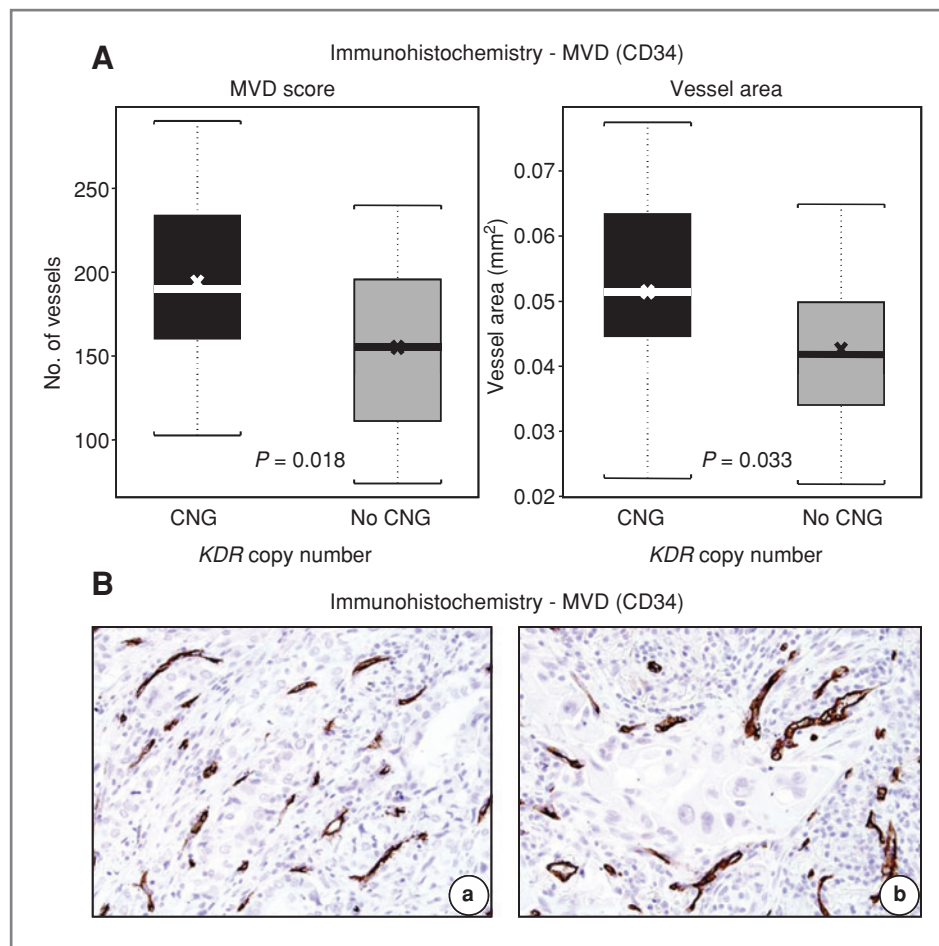 A
Immunohistochemistry - MVD (CD34)
MVD score
Vessel area
No. of vessels
250
200
150
100
P = 0.018
CNG
No CNG
KDR copy number
Vessel area (mm²)
0.07
0.06
0.05
0.04
0.03
0.02
P = 0.033
CNG
No CNG
KDR copy number
B
Immunohistochemistry - MVD (CD34)
a
b